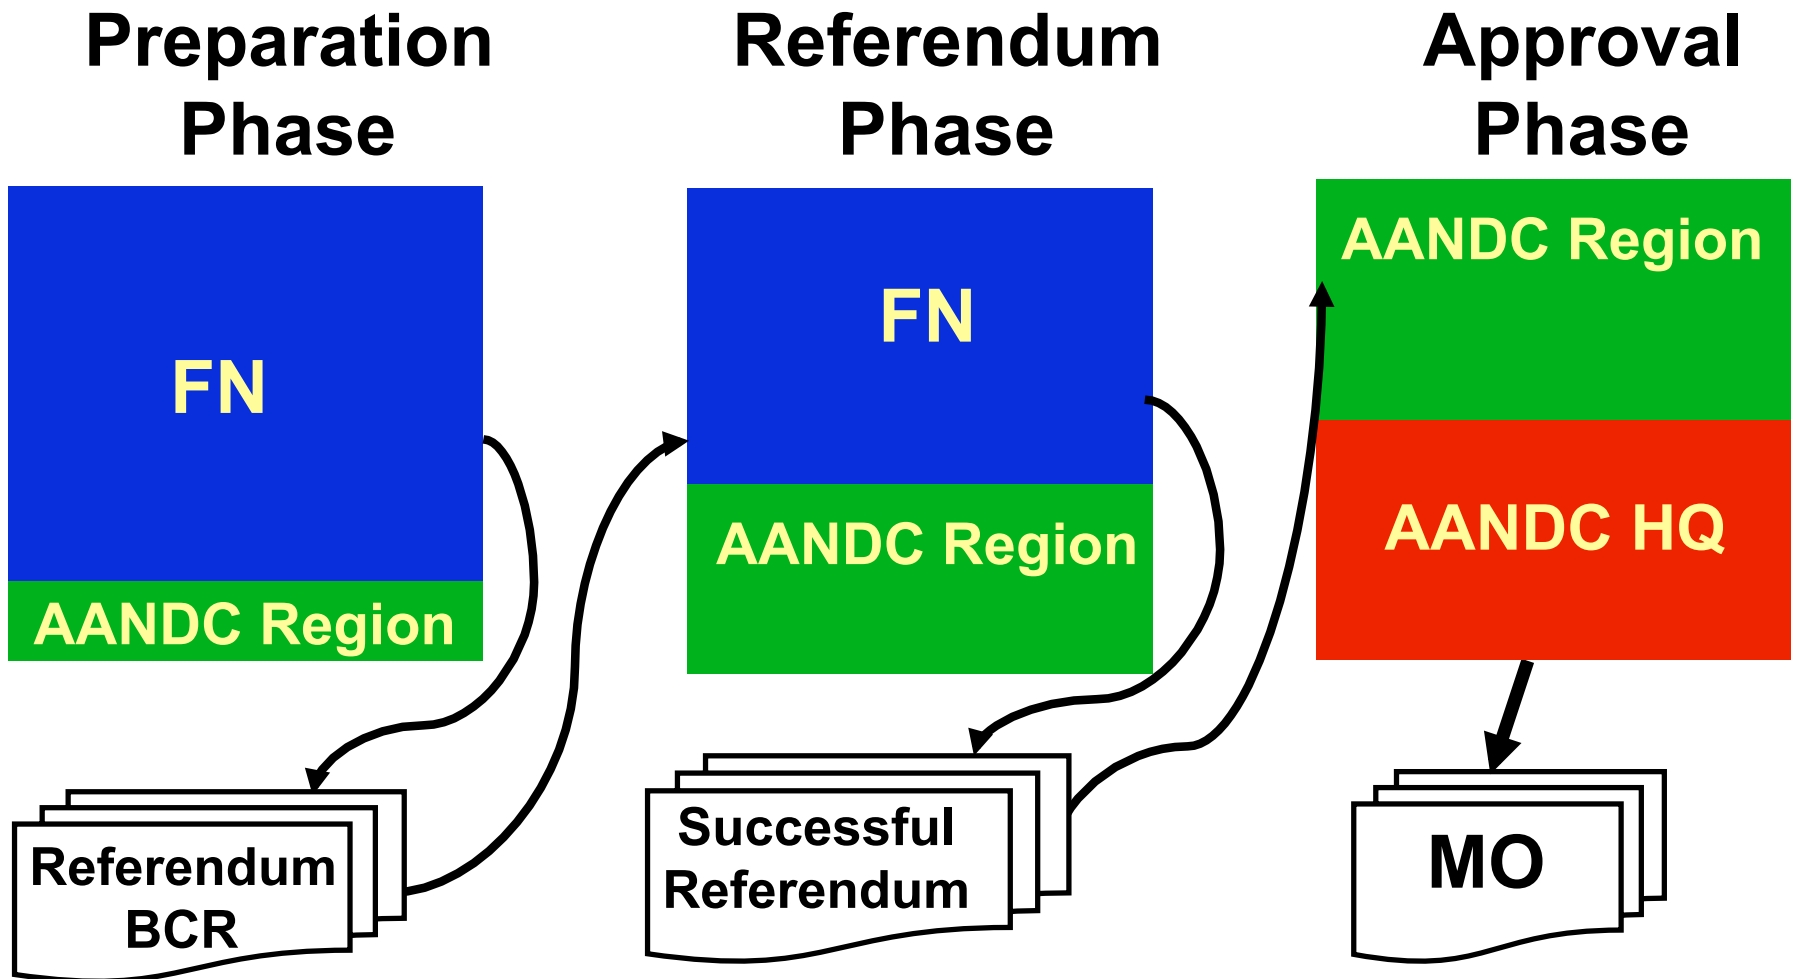 Preparation
Phase
FN
AANDC Region
Referendum
BCR
Referendum
Phase
FN
AANDC Region
Successful
Referendum
Approval
Phase
AANDC Region
AANDC HQ
MO